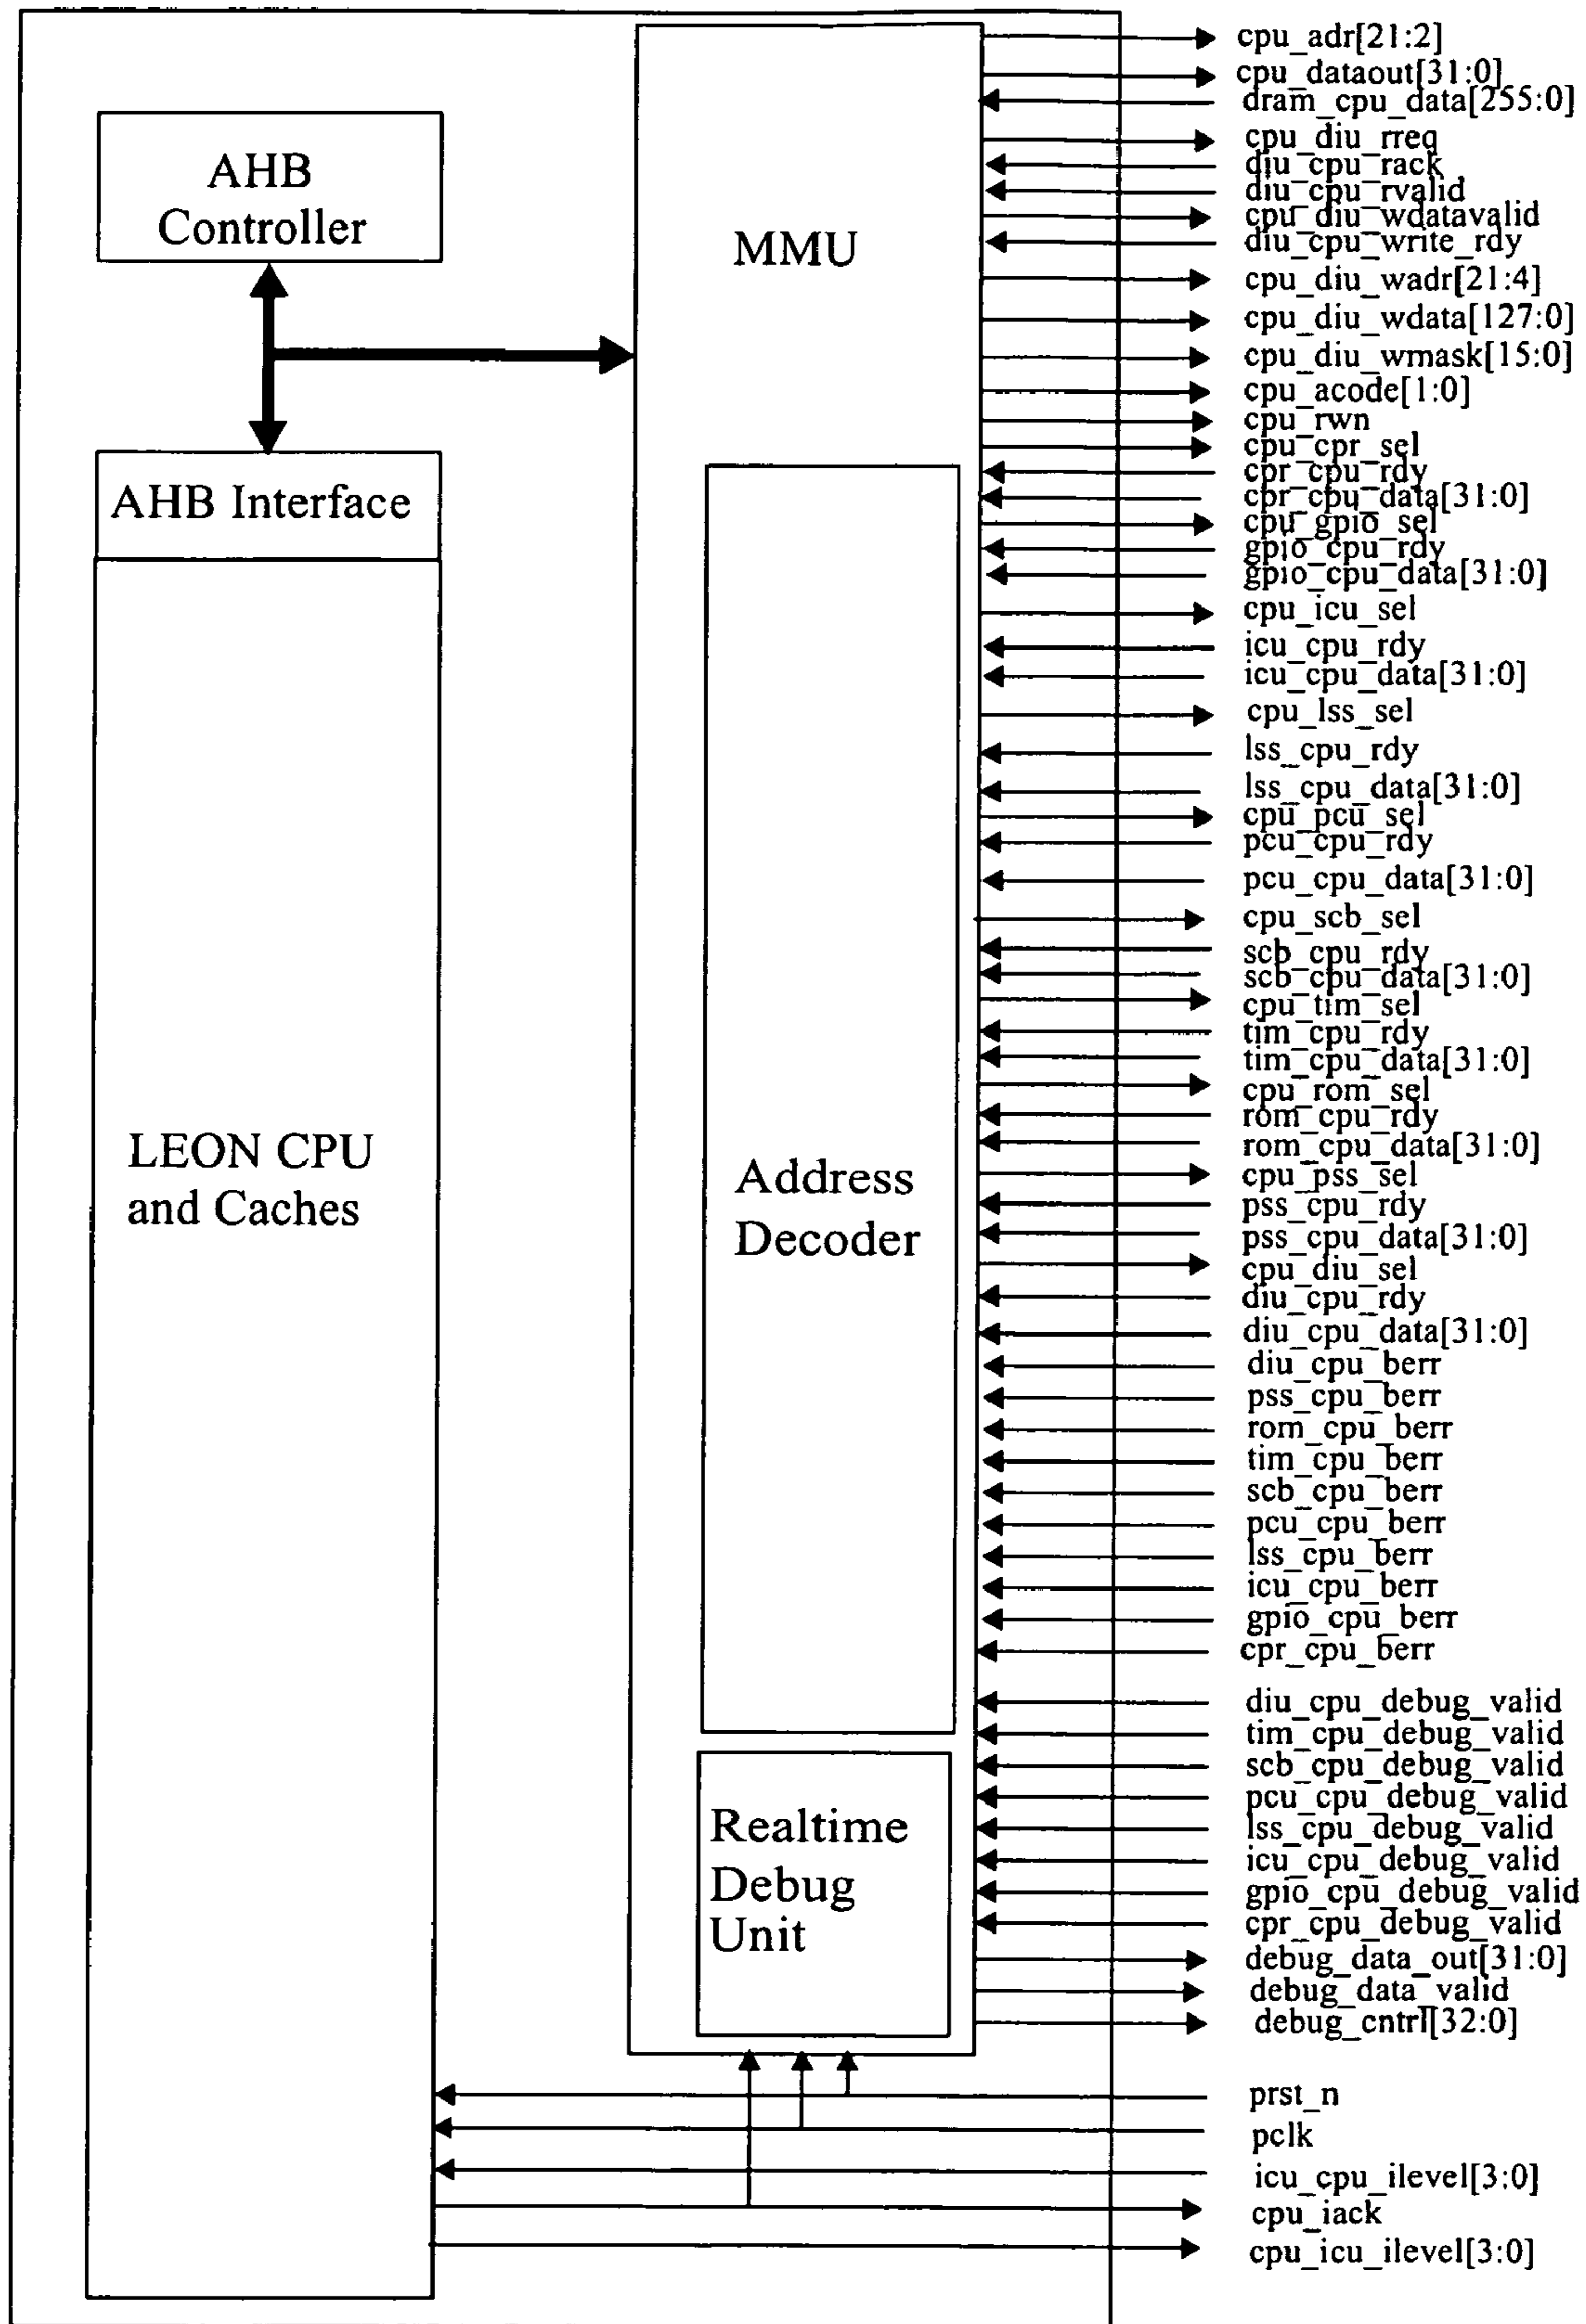 AHB
Controller
AHB Interface
LEON CPU
and Caches
MMU
Address
Decoder
Realtime
Debug
Unit
cpu_adr[21:2]
cpu_dataout[31:0]
dram_cpu_data[255:0]
cpu_diu_rreq
diu_cpu_rack
diu_cpu_rvalid
cpu_diu_wdatavalid
diu_cpu_write_rdy
cpu_diu_wadr[21:4]
cpu_diu_wdata[127:0]
cpu_diu_wmask[15:0]
cpu_acode[1:0]
cpu_rwn
cpu_cpr_sel
cpr_cpu_rdy
cpr_cpu_data[31:0]
cpu_gpio_sel
gpio_cpu_rdy
gpio_cpu_data[31:0]
cpu_icu_sel
icu_cpu_rdy
icu_cpu_data[31:0]
cpu_lss_sel
lss_cpu_rdy
lss_cpu_data[31:0]
cpu_pcu_sel
pcu_cpu_rdy
pcu_cpu_data[31:0]
cpu_scb_sel
scb_cpu_rdy
scb_cpu_data[31:0]
cpu_tim_sel
tim_cpu_rdy
tim_cpu_data[31:0]
cpu_rom_sel
rom_cpu_rdy
rom_cpu_data[31:0]
cpu_pss_sel
pss_cpu_rdy
pss_cpu_data[31:0]
cpu_diu_sel
diu_cpu_rdy
diu_cpu_data[31:0]
diu_cpu_berr
pss_cpu_berr
rom_cpu_berr
tim_cpu_berr
scb_cpu_berr
pcu_cpu_berr
lss_cpu_berr
icu_cpu_berr
gpio_cpu_berr
cpr_cpu_berr
diu_cpu_debug_valid
tim_cpu_debug_valid
scb_cpu_debug_valid
pcu_cpu_debug_valid
lss_cpu_debug_valid
icu_cpu_debug_valid
gpio_cpu_debug_valid
cpr_cpu_debug_valid
debug_data_out[31:0]
debug_data_valid
debug_cntrl[32:0]
prst_n
pclk
icu_cpu_ilevel[3:0]
cpu_iack
cpu_icu_ilevel[3:0]